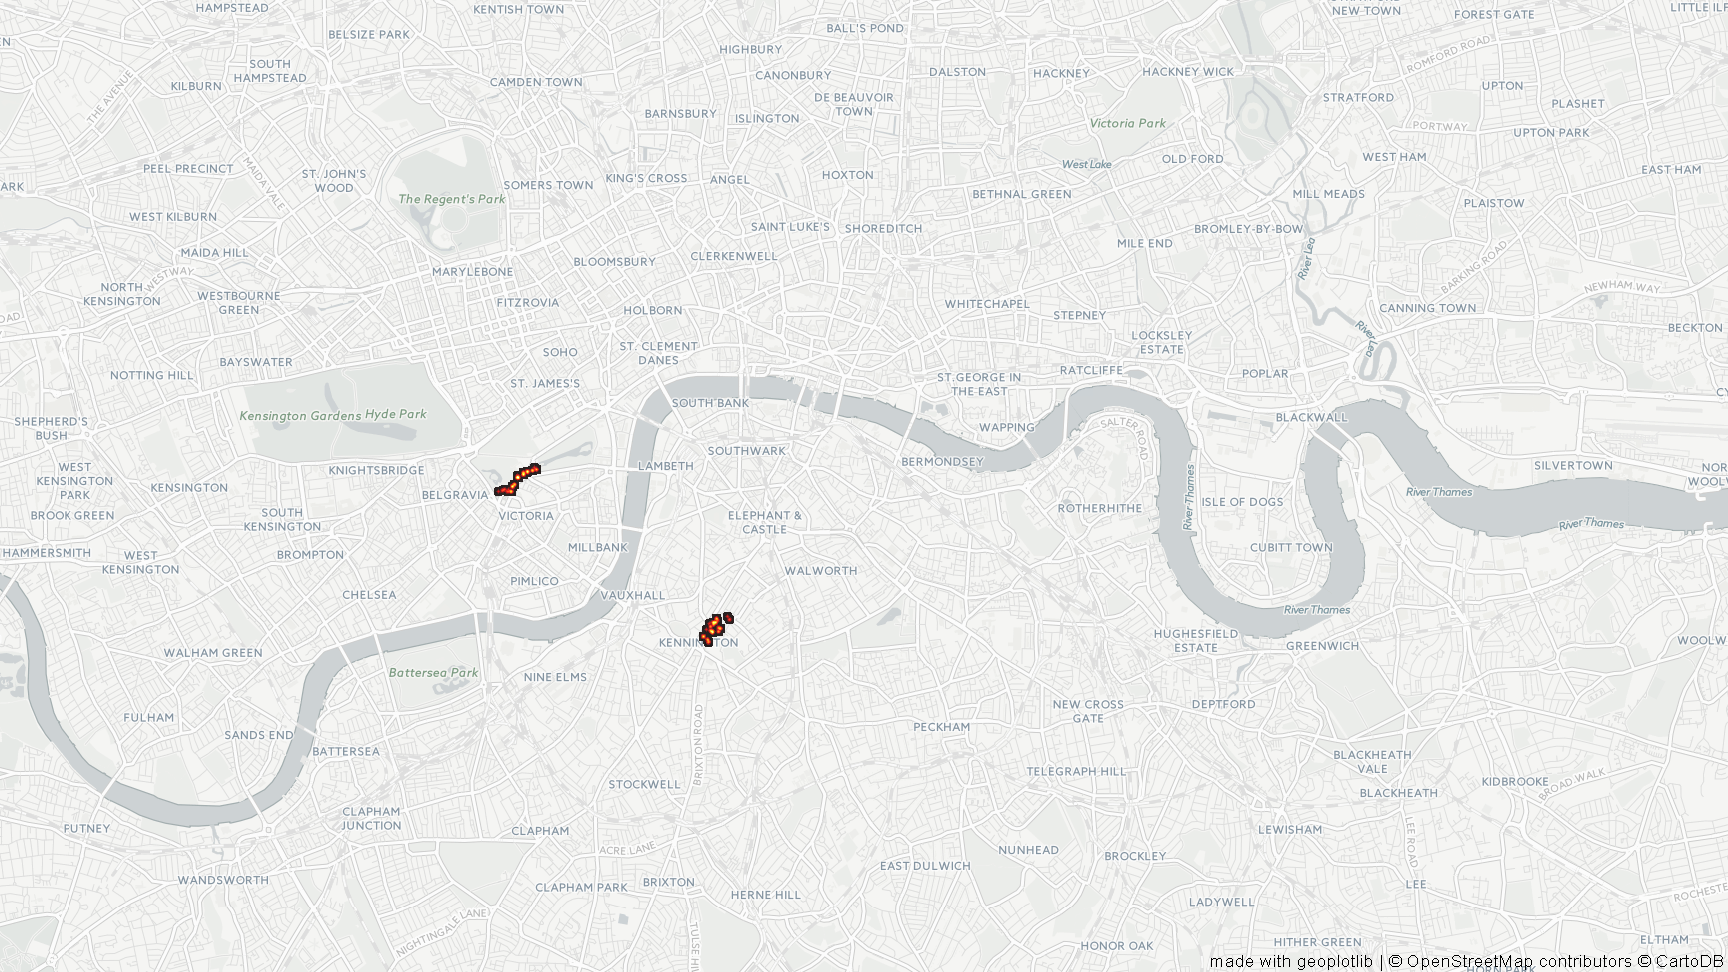 KENTISH TOWN
HAMPSTEAD
BELSIZE PARK
BALL'S POND
NEW TOWN
FOREST GATE
HIGHBURY
SOUTH
HAMPSTEAD
THE AVENUE
KILBURN
CAMDEN TOWN
CANONBURY
DALSTON
HACKNEY
HACKNEY WICK
ROMFORD ROAD
UPTON
DE BEAUVOIR
TOWN
STRATFORD
PLASHET
BARNSBURY
ISLINGTON
Victoria Park
PORTWAY
UPTON PARK
PEEL PRECINCT
MAIDA VALE
ST. JOHN'S
WOOD
KING'S CROSS
ANGEL
HOXTON
West Lake
OLD FORD
WEST HAM
EAST HAM
ARK
The Regent's Park
SOMERS TOWN
BETHNAL GREEN
MILL MEADS
PLAISTOW
WEST KILBURN
SAINT LUKE'S
SHOREDITCH
BROMLEY-BY-BOW
MILE END
MAIDA HILL
CLERKENWELL
BLOOMSBURY
River Lea
BARKING ROAD
WESTWAY
MARYLEBONE
NEWHAM WAY
NORTH
KENSINGTON
WESTBOURNE
GREEN
FITZROVIA
HOLBORN
WHITECHAPEL
STEPNEY
CANNING TOWN
BECKTON
ST. CLEMENT
DANES
LOCKSLEY
ESTATE
River Lea
SOHO
BAYSWATER
NOTTING HILL
ST. JAMES'S
ST.GEORGE IN
THE-EAST
RATCLIFFE
POPLAR
SOUTH BANK
Kensington Gardens
Hyde Park
BLACKWALL
SHEPHERD'S
BUSH
WAPPING
SALTER ROAD
SOUTHWARK
BERMONDSEY
KNIGHTSBRIDGE
LAMBETH
SILVERTOWN
WEST
KENSINGTON
PARK
KENSINGTON
BELGRAVIA
River Thames
River Thames
ISLE OF DOGS
ROTHERHITHE
BROOK GREEN
SOUTH
KENSINGTON
VICTORIA
ELEPHANT &
CASTLE
River Thames
HAMMERSMITH
WEST
KENSINGTON
BROMPTON
MILLBANK
CUBITT TOWN
WALWORTH
PIMLICO
CHELSEA
VAUXHALL
River Thames
KENNINGTON
HUGHESFIELD
ESTATE
GREENWICH
WALHAM GREEN
Battersea Park
NINE ELMS
NEW CROSS
GATE
DEPTFORD
FULHAM
SANDS END
BATTERSEA
BRIXTON ROAD
PECKHAM
BLACKHEATH
VALE
STOCKWELL
TELEGRAPH HILL
KIDBROOKE
BROAD WALK
BLACKHEATH
CLAPHAM
JUNCTION
CLAPHAM
LEWISHAM
LEE ROAD
ACRE LANE
NUNHEAD
BROCKLEY
EAST DULWICH
WANDSWORTH
CLAPHAM PARK
BRIXTON
HERNE HILL
LEE
LADYWELL
NIGHTINGALE LANE
HONOR OAK
HITHER GREEN
ELTHAM
made with geoplotlib | © OpenStreetMap contributors © CartoDB